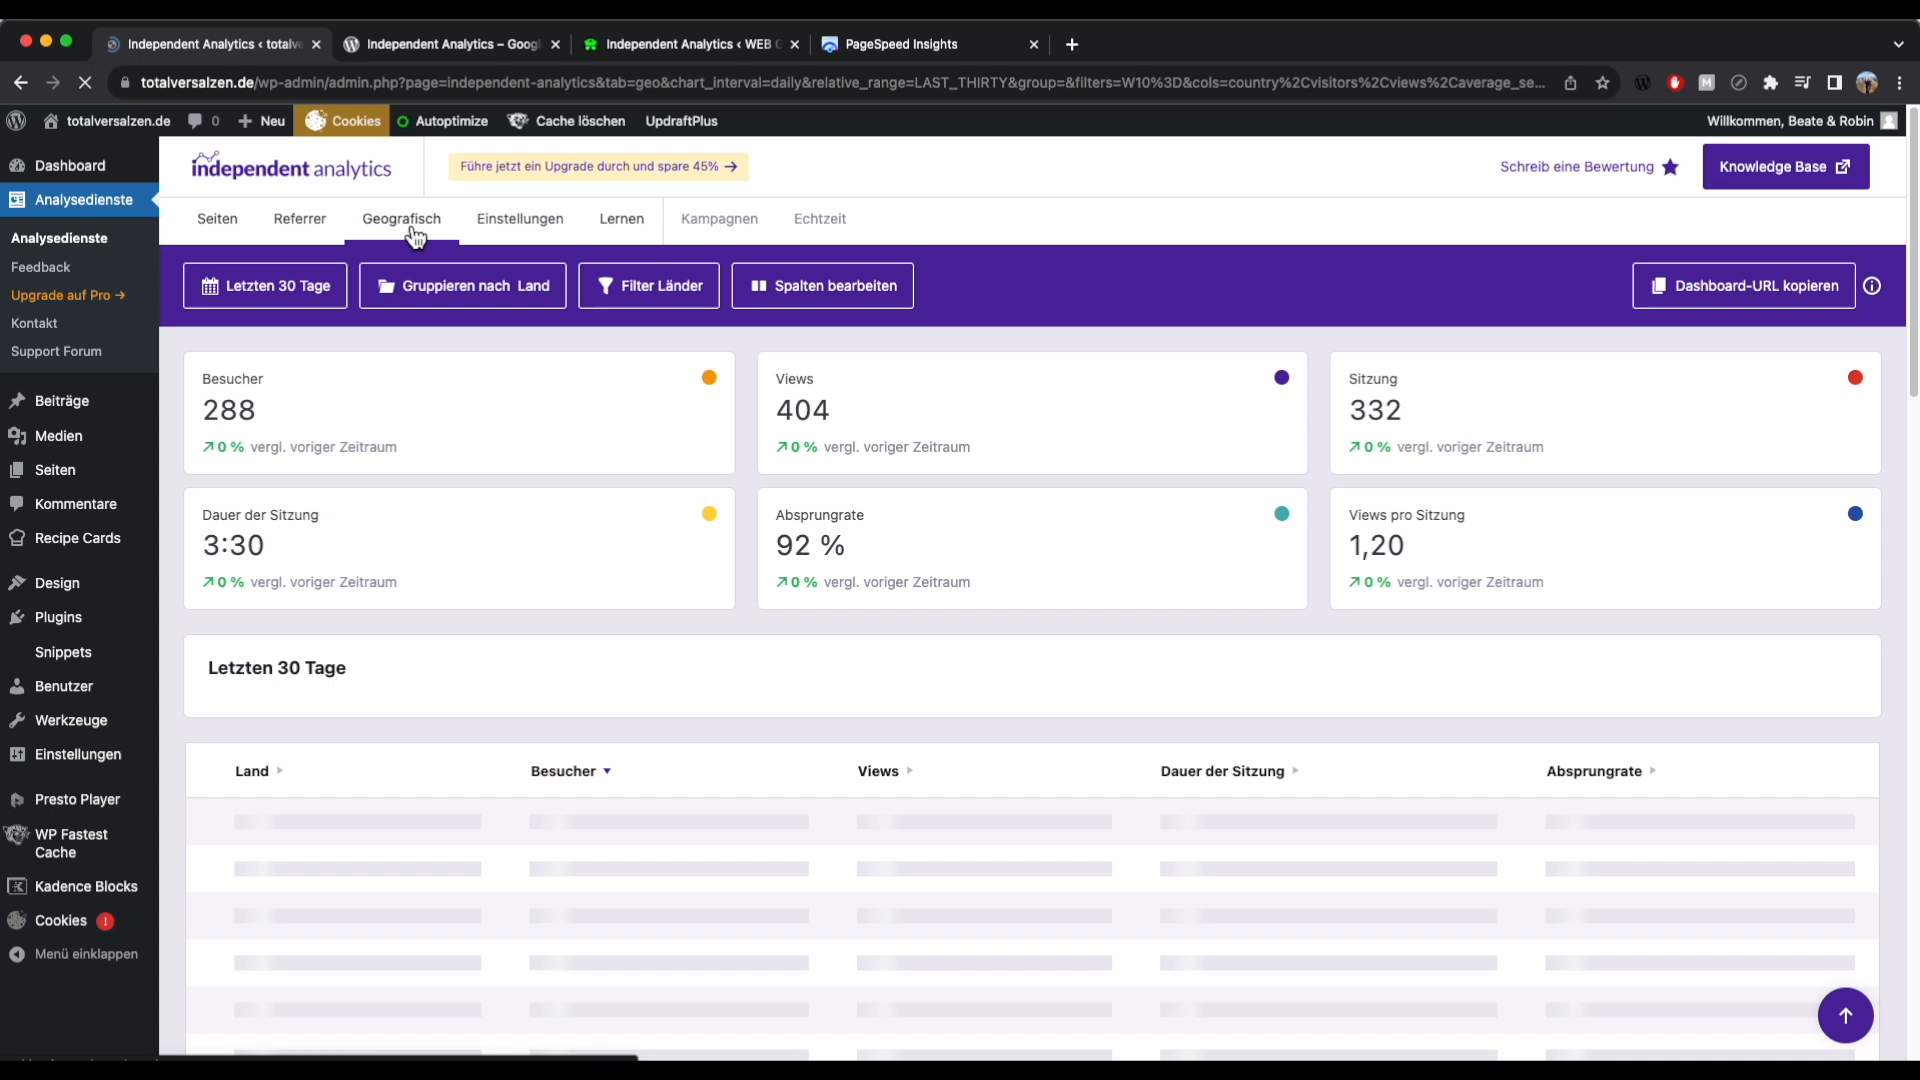 Independent Analytics ‹ totalve
Independent Analytics – Googl
Independent Analytics ‹ WEB G
PageSpeed Insights
totalversalzen.de/wp-admin/admin.php?page=independent-analytics&tab=geo&chart_interval=daily&relative_range=LAST_THIRTY&group=&filters=W10%3D&cols=country%2Cvisitors%2Cviews%2Caverage_se...
totalversalzen.de
0
Neu
Cookies
Autoptimize
Cache löschen
UpdraftPlus
Willkommen, Beate & Robin
Dashboard
Analysedienste
Analysedienste
Feedback
Upgrade auf Pro →
Kontakt
Support Forum
Beiträge
Medien
Seiten
Kommentare
Recipe Cards
Design
Plugins
Snippets
Benutzer
Werkzeuge
Einstellungen
Presto Player
WP Fastest
Cache
Kadence Blocks
Cookies !
Menü einklappen
independent analytics
Führe jetzt ein Upgrade durch und spare 45% →
Schreib eine Bewertung
Knowledge Base
Seiten
Referrer
Geografisch
Einstellungen
Lernen
Kampagnen
Echtzeit
Letzten 30 Tage
Gruppieren nach Land
Filter Länder
Spalten bearbeiten
Dashboard-URL kopieren
Besucher
288
0 % vergl. voriger Zeitraum
Views
404
0 % vergl. voriger Zeitraum
Sitzung
332
0 % vergl. voriger Zeitraum
Dauer der Sitzung
3:30
0 % vergl. voriger Zeitraum
Absprungrate
92 %
0 % vergl. voriger Zeitraum
Views pro Sitzung
1,20
0 % vergl. voriger Zeitraum
Letzten 30 Tage
Land
Besucher
Views
Dauer der Sitzung
Absprungrate